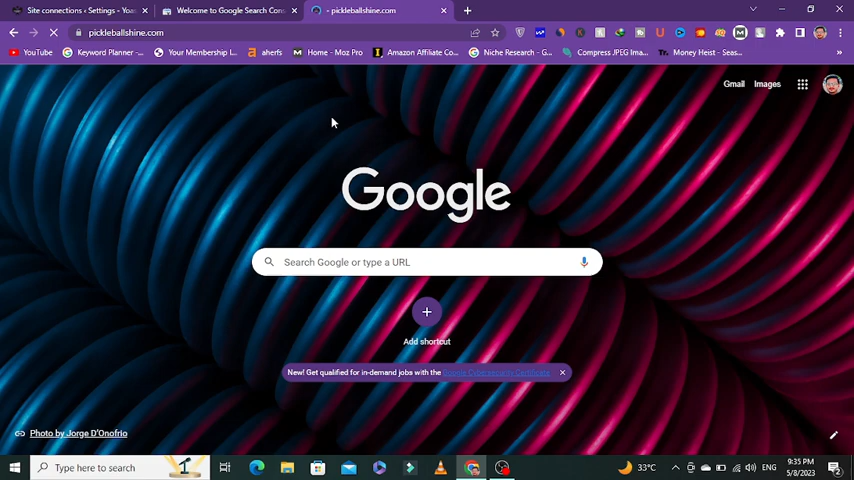 Site connections ‹ Settings - Yoas
Welcome to Google Search Cons
pickleballshine.com
pickleballshine.com
YouTube
Keyword Planner -...
Your Membership I...
aherfs
Home - Moz Pro
Amazon Affiliate Co...
Niche Research - G...
Compress JPEG Ima...
Money Heist - Seas...
Gmail
Images
Google
Search Google or type a URL
Add shortcut
New! Get qualified for in-demand jobs with the Google Cybersecurity Certificate.
Photo by Jorge D'Onofrio
Type here to search
33°C
ENG
9:35 PM
5/8/2023